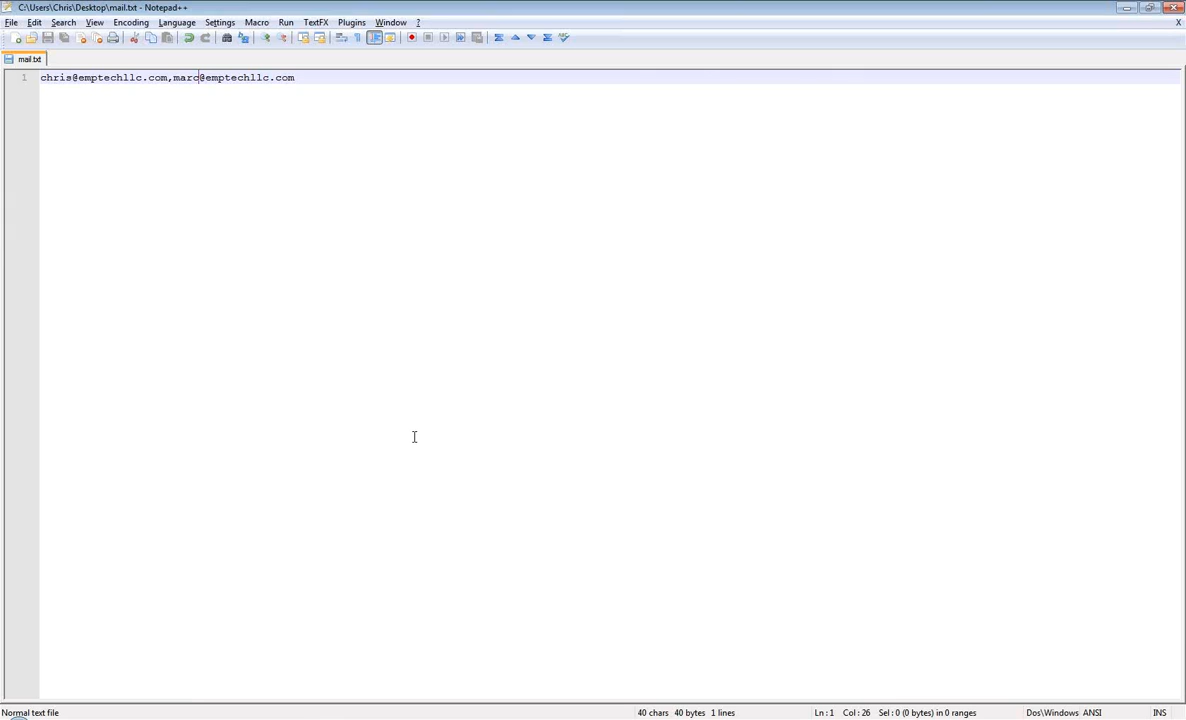 C:\Users\Chris\Desktop\mail.txt - Notepad++
File Edit Search View Encoding Language Settings Macro Run TextFX Plugins Window ? X
mail.txt
1 chris@emptechllc.com,marc@emptechllc.com
Normal text file 40 chars 40 bytes 1 lines Ln : 1 Col : 26 Sel : 0 (0 bytes) in 0 ranges Dos\Windows ANSI INS